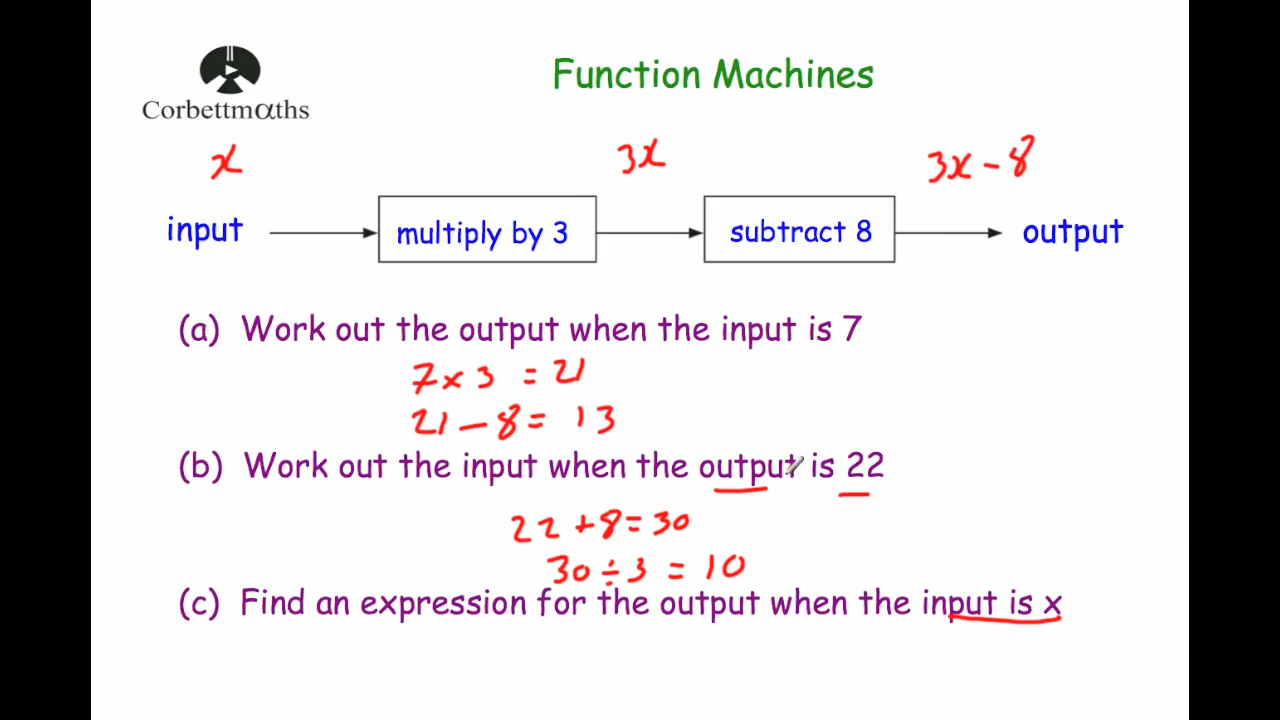 Function Machines
Corbettmαths
x 3x 3x - 8
input multiply by 3 subtract 8 output
(a) Work out the output when the input is 7
7 x 3 = 21
21 - 8 = 13
(b) Work out the input when the output is 22
22 + 8 = 30
30 ÷ 3 = 10
(c) Find an expression for the output when the input is x